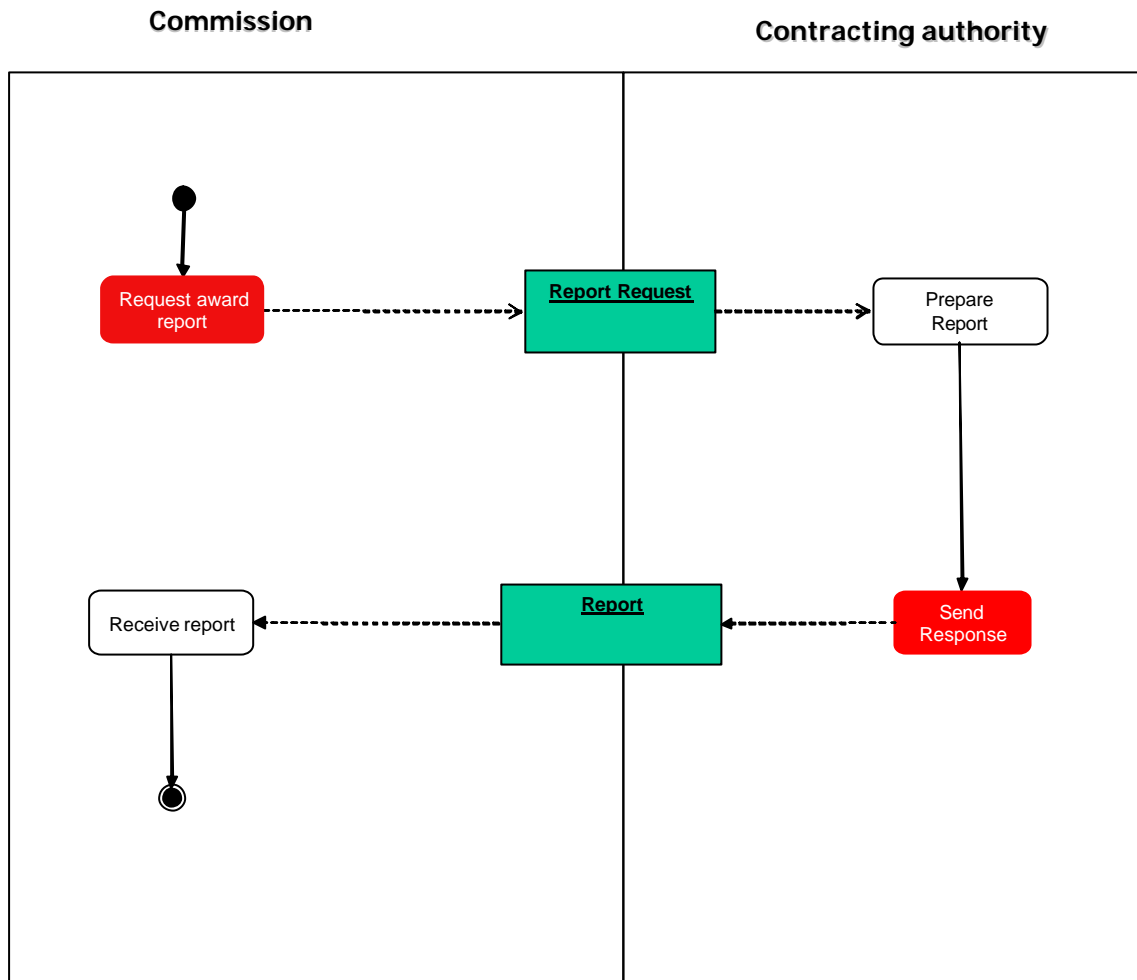 Commission
Contracting authority
Request award
report
Report Request
Prepare
Report
Receive report
Report
Send
Response